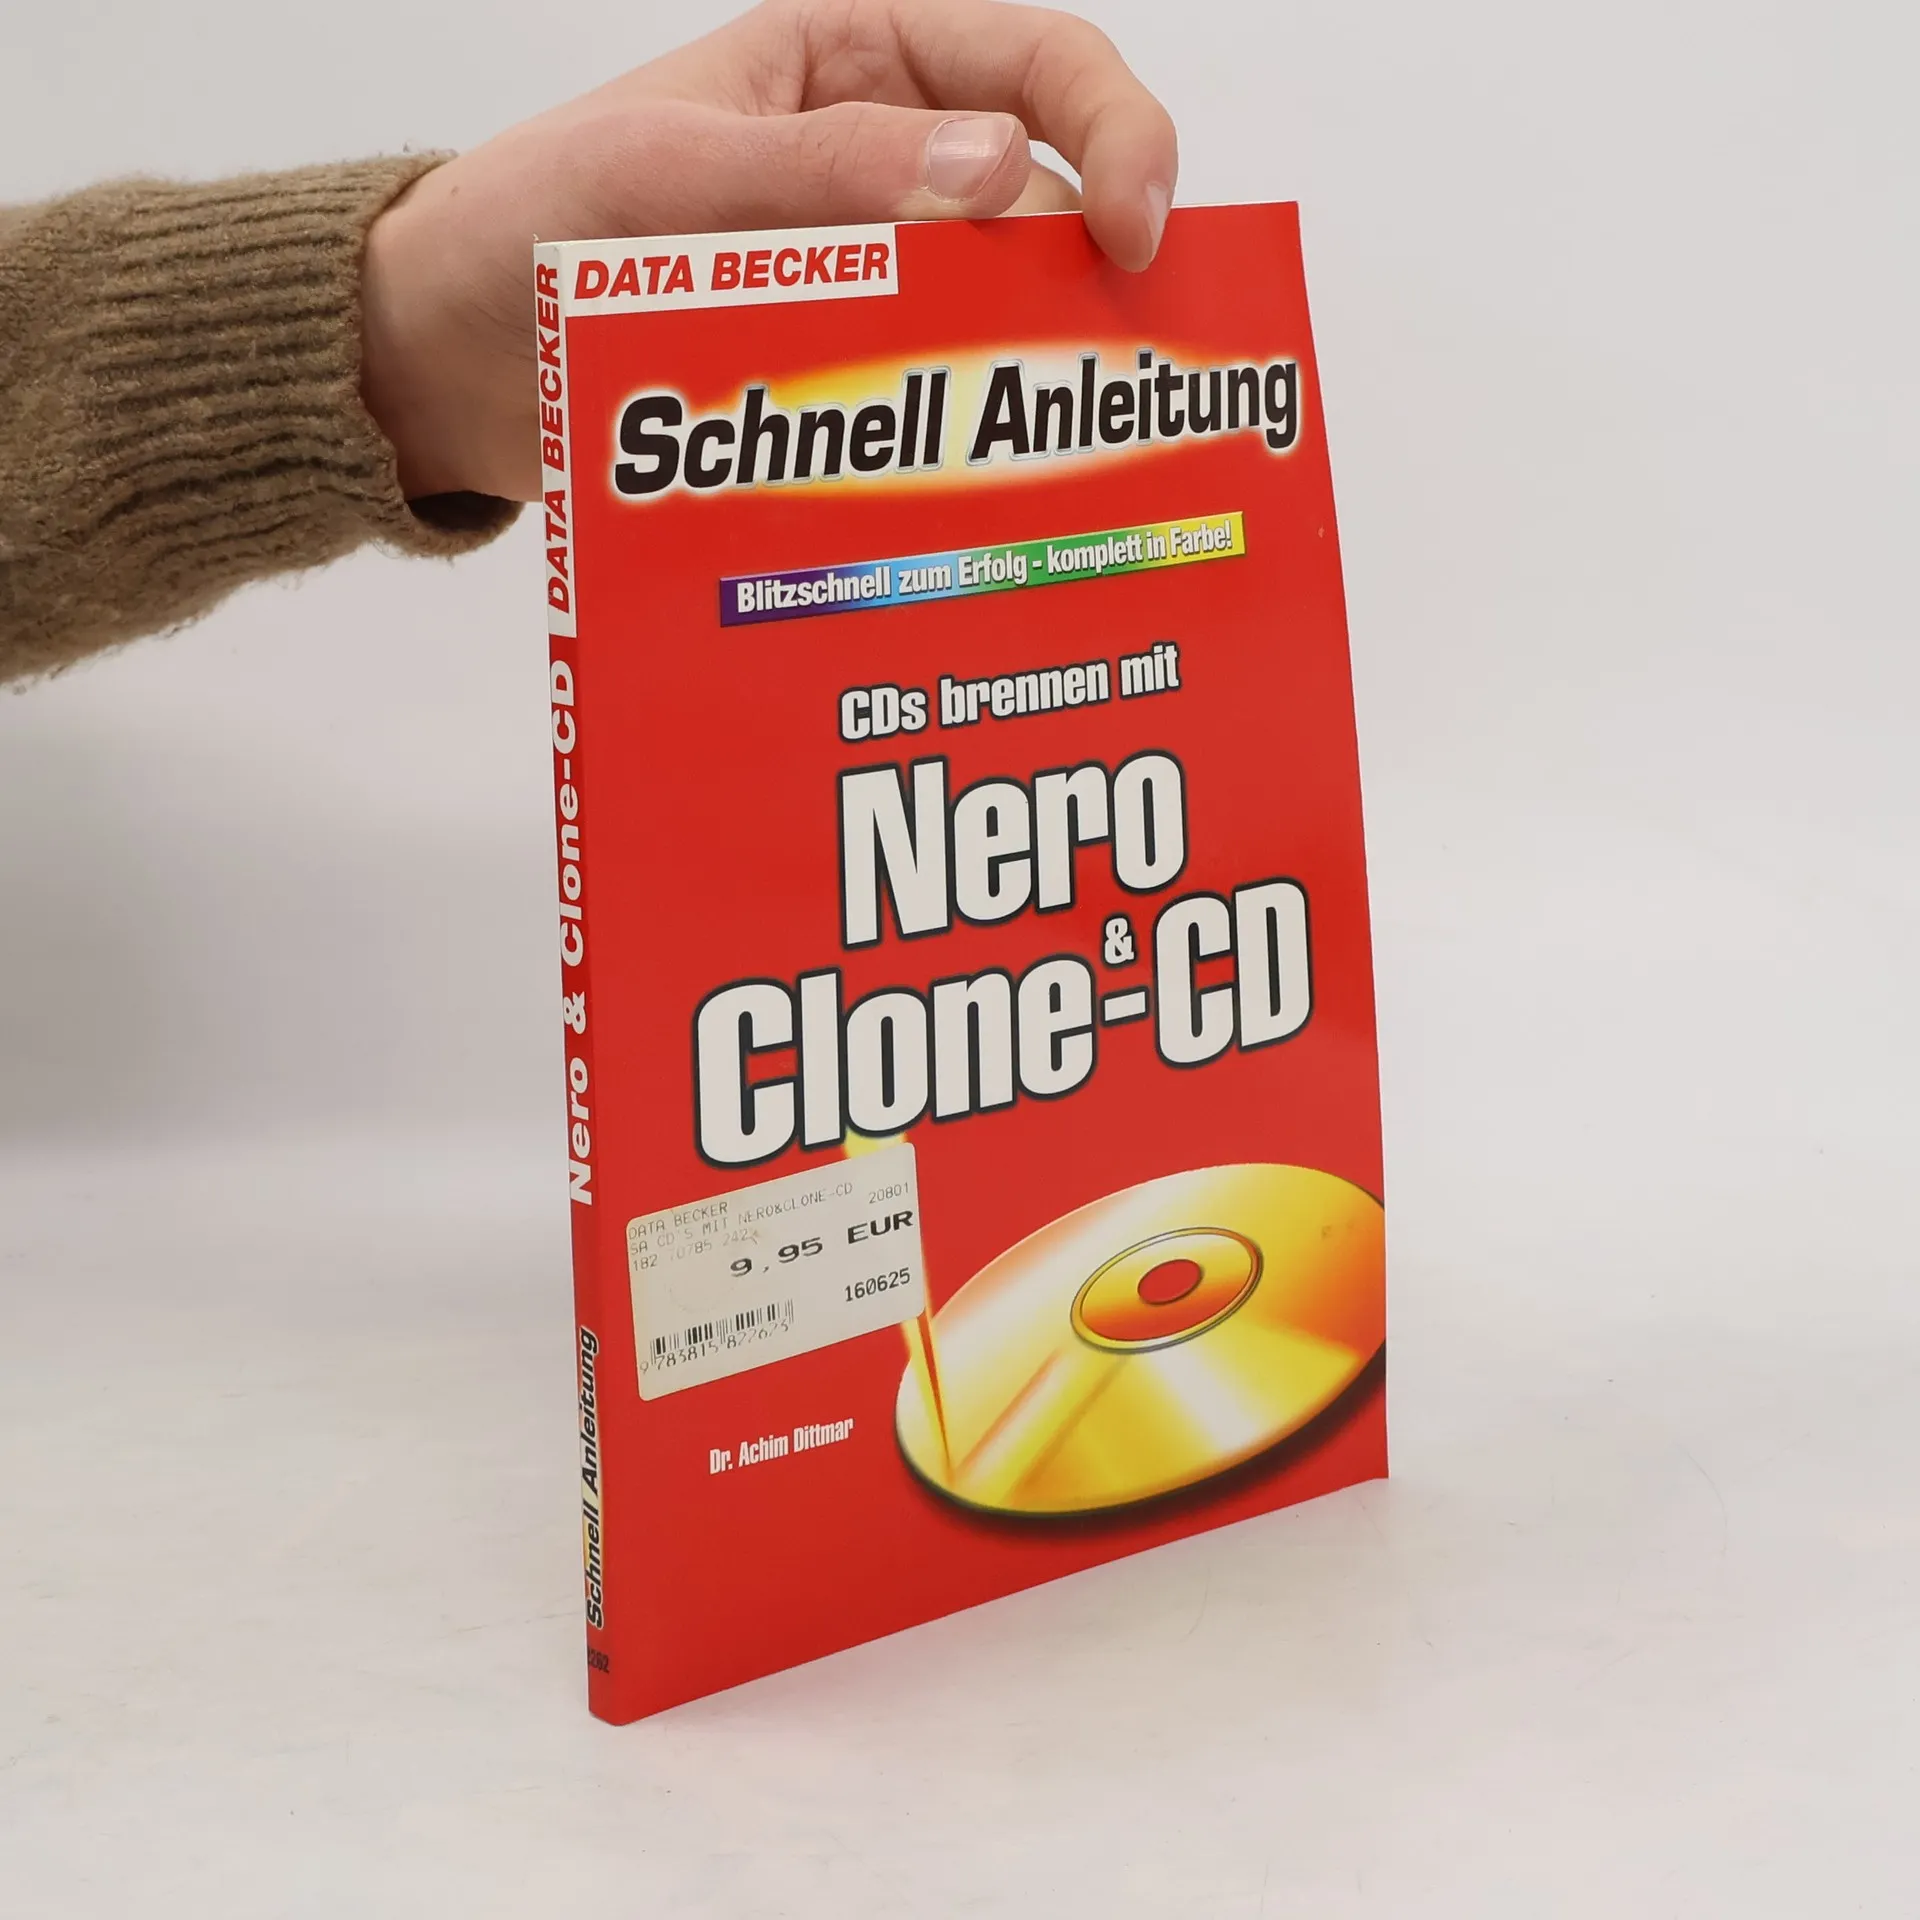 DATA BECKER
Schnell Anleitung
Blitzschnell zum Erfolg - komplett in Farbe!
CDs brennen mit
Nero
&
Clone-CD
DATA BECKER 20801
SA CD'S MIT NERO&CLONE-CD
182
9,95 EUR
160625
9783815822623
Dr. Achim Dittmar
DATA BECKER
Nero & Clone-CD
Schnell Anleitung